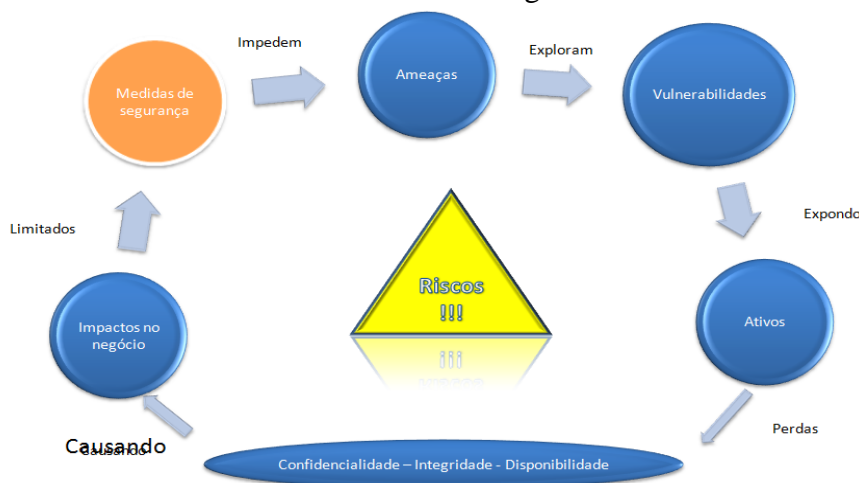 Impedem
Exploram
Medidas de
segurança
Ameaças
Vulnerabilidades
Limitados
Expondo
Riscos
!!!
Impactos no
negócio
Ativos
Perdas
Causando
Causando
Confidencialidade – Integridade - Disponibilidade